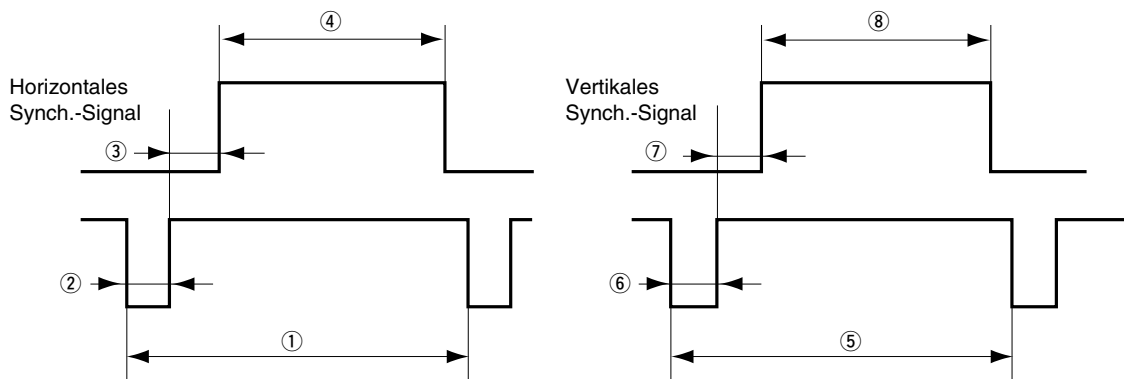 ④
Horizontales
Synch.-Signal
③
②
①
⑧
Vertikales
Synch.-Signal
⑦
⑥
⑤